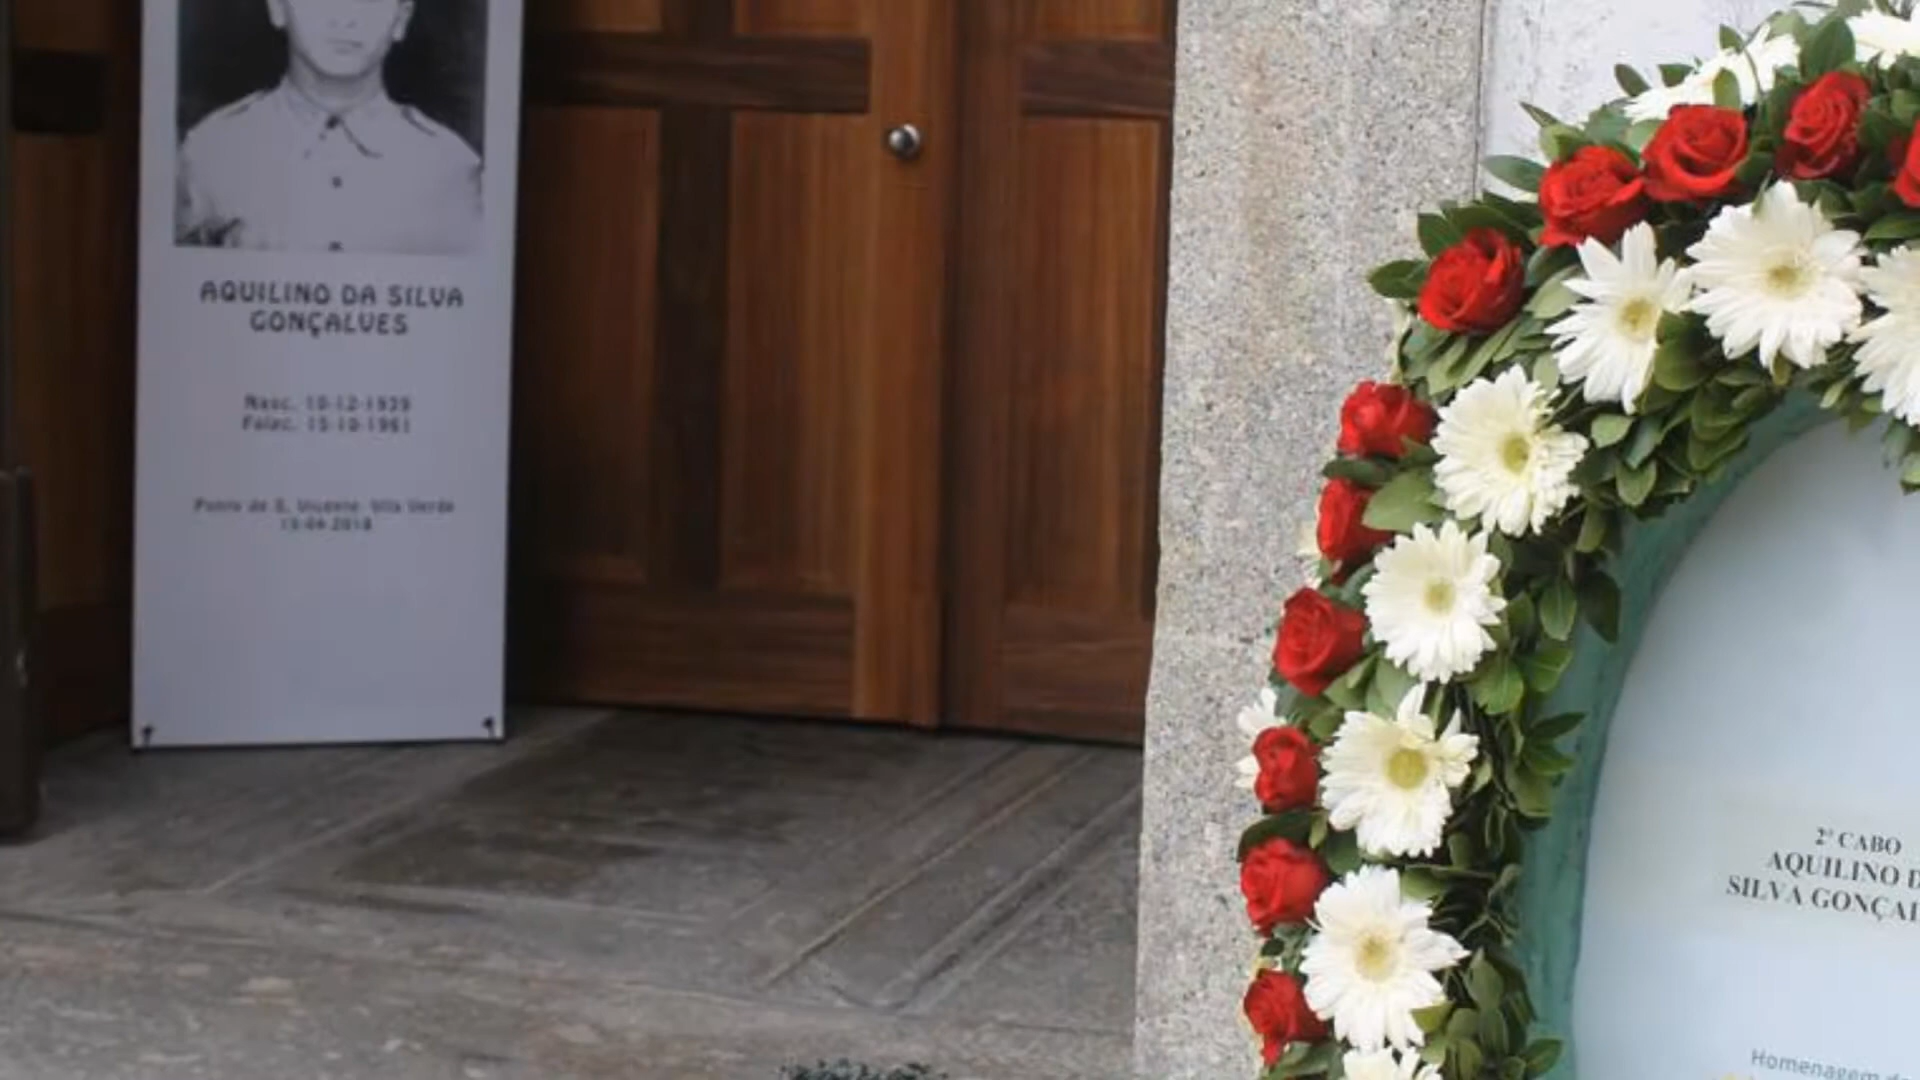 AQUILINO DA SILVA
GONÇALVES
Nasc. 10-12-1939
Falec. 15-10-1961
Ponte de S. Vicente Vila Verde
2º CABO
AQUILINO D
SILVA GONÇAL
Homenagem